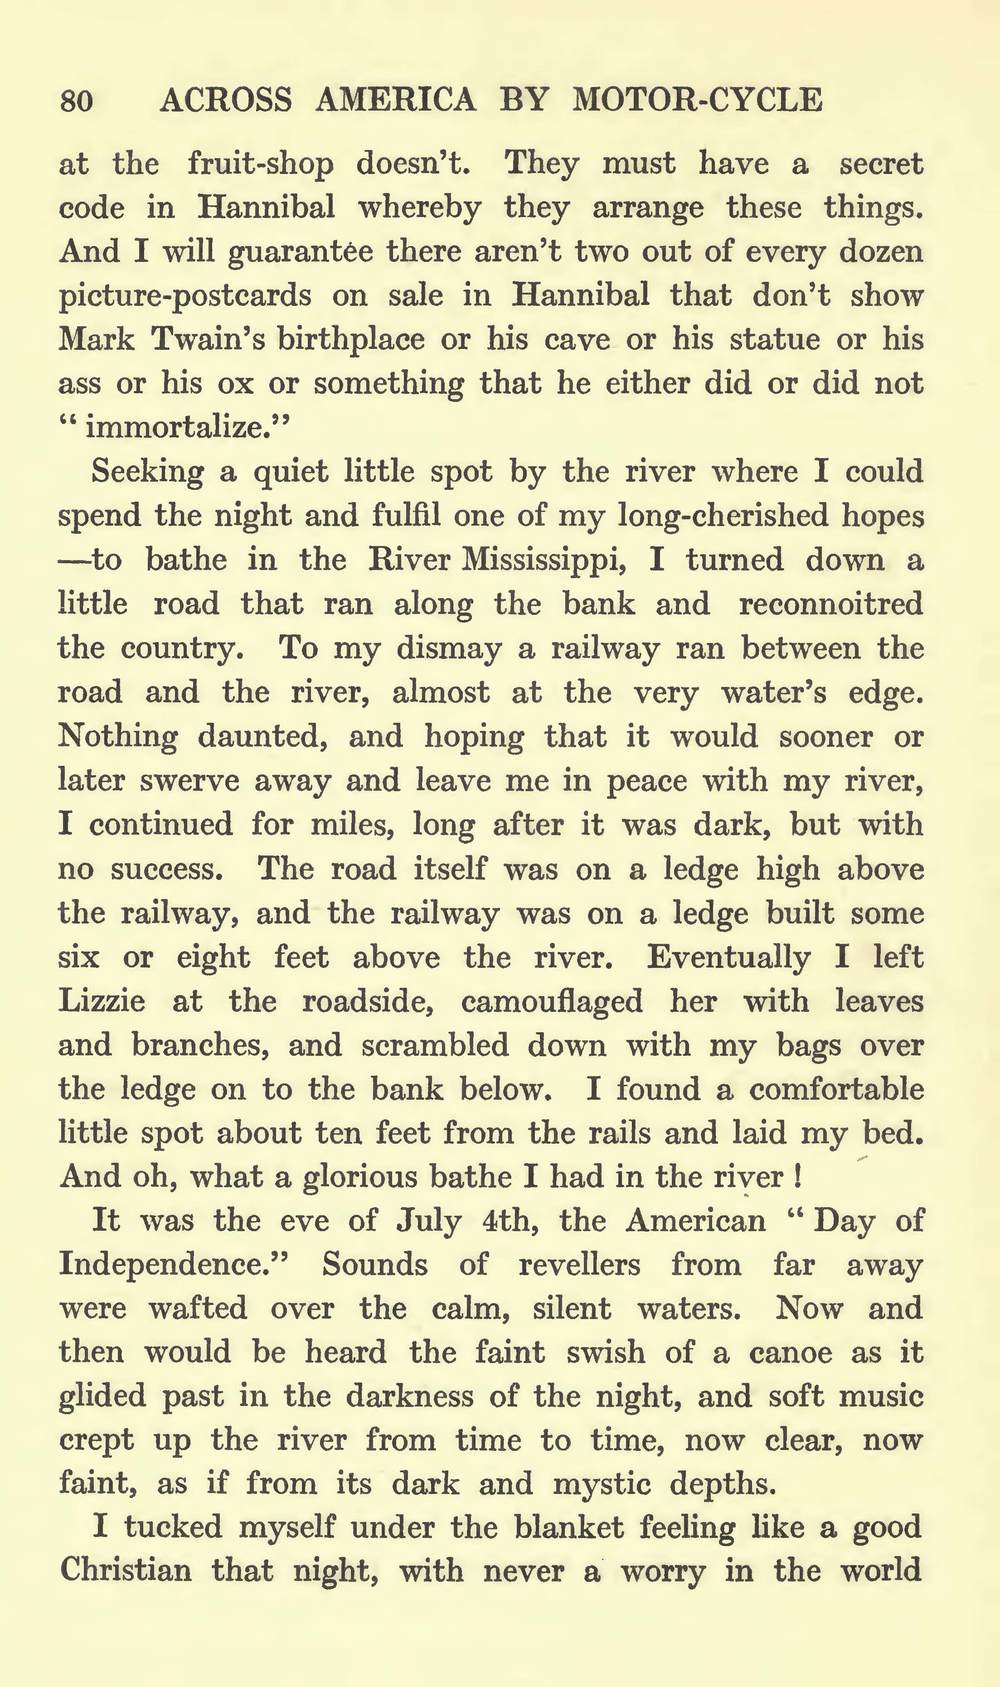 80 ACROSS AMERICA BY MOTOR-CYCLE
at the fruit-shop doesn't. They must have a secret
code in Hannibal whereby they arrange these things.
And I will guarantee there aren't two out of every dozen
picture-postcards on sale in Hannibal that don't show
Mark Twain's birthplace or his cave or his statue or his
ass or his ox or something that he either did or did not
“ immortalize.”
Seeking a quiet little spot by the river where I could
spend the night and fulfil one of my long-cherished hopes
—to bathe in the River Mississippi, I turned down a
little road that ran along the bank and reconnoitred
the country. To my dismay a railway ran between the
road and the river, almost at the very water's edge.
Nothing daunted, and hoping that it would sooner or
later swerve away and leave me in peace with my river,
I continued for miles, long after it was dark, but with
no success. The road itself was on a ledge high above
the railway, and the railway was on a ledge built some
six or eight feet above the river. Eventually I left
Lizzie at the roadside, camouflaged her with leaves
and branches, and scrambled down with my bags over
the ledge on to the bank below. I found a comfortable
little spot about ten feet from the rails and laid my bed.
And oh, what a glorious bathe I had in the river !
It was the eve of July 4th, the American “ Day of
Independence.” Sounds of revellers from far away
were wafted over the calm, silent waters. Now and
then would be heard the faint swish of a canoe as it
glided past in the darkness of the night, and soft music
crept up the river from time to time, now clear, now
faint, as if from its dark and mystic depths.
I tucked myself under the blanket feeling like a good
Christian that night, with never a worry in the world